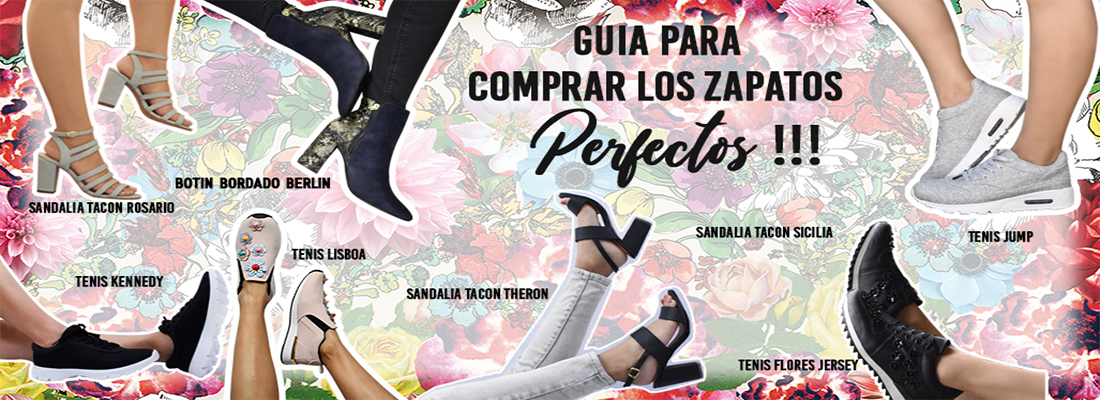 GUIA PARA
COMPRAR LOS ZAPATOS
Perfectos !!!
BOTIN BORDADO BERLIN
SANDALIA TACON ROSARIO
TENIS LISBOA
TENIS KENNEDY
SANDALIA TACON THERON
SANDALIA TACON SICILIA
TENIS JUMP
TENIS FLORES JERSEY